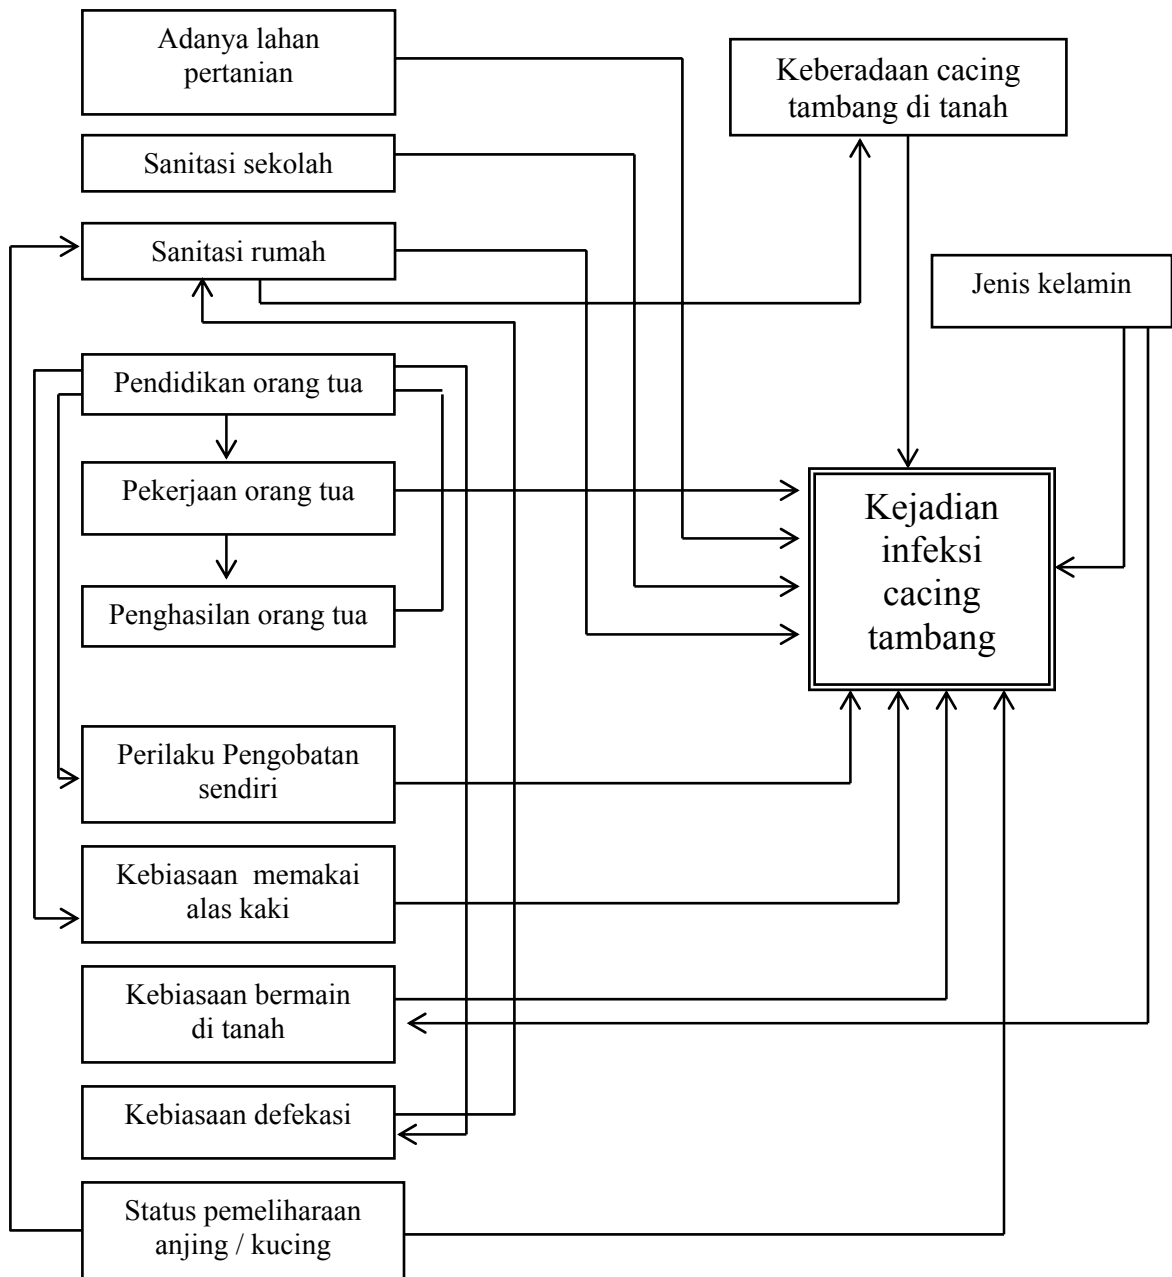 Adanya lahan
pertanian
Keberadaan cacing
tambang di tanah
Sanitasi sekolah
Sanitasi rumah
Jenis kelamin
Pendidikan orang tua
Pekerjaan orang tua
Penghasilan orang tua
Kejadian
infeksi
cacing
tambang
Perilaku Pengobatan
sendiri
Kebiasaan memakai
alas kaki
Kebiasaan bermain
di tanah
Kebiasaan defekasi
Status pemeliharaan
anjing / kucing